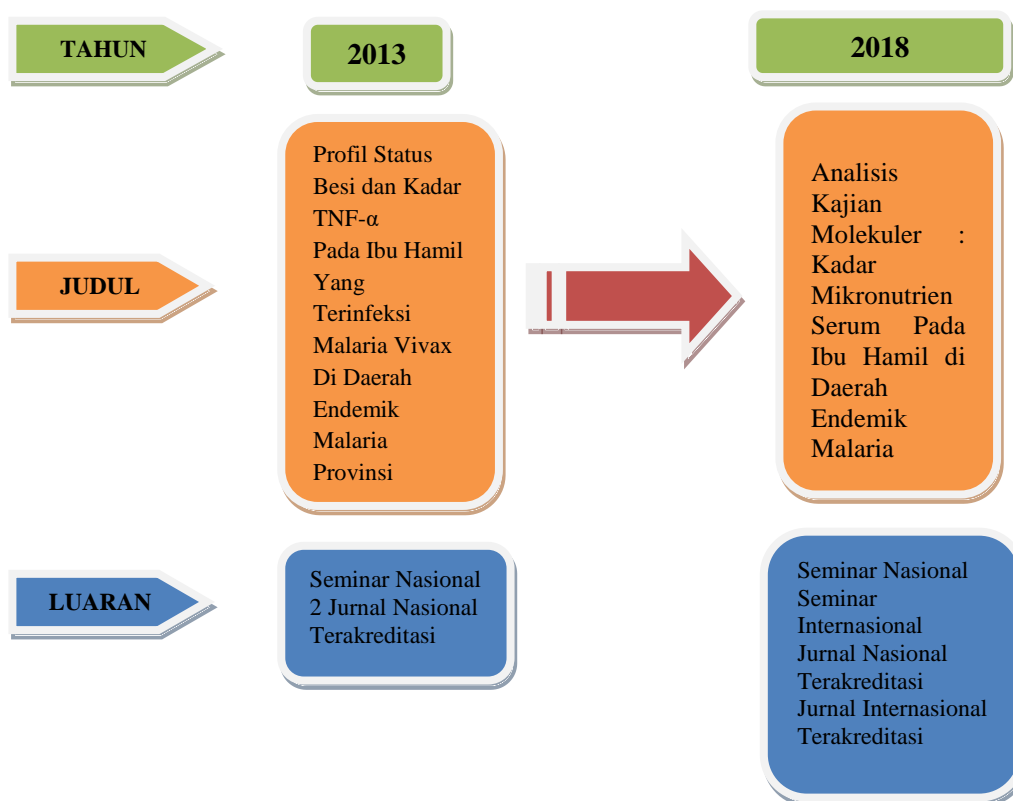 TAHUN
2013
2018
JUDUL
Profil Status
Besi dan Kadar
TNF-α
Pada Ibu Hamil
Yang
Terinfeksi
Malaria Vivax
Di Daerah
Endemik
Malaria
Provinsi
Analisis
Kajian
Molekuler :
Kadar
Mikronutrien
Serum Pada
Ibu Hamil di
Daerah
Endemik
Malaria
LUARAN
Seminar Nasional
2 Jurnal Nasional
Terakreditasi
Seminar Nasional
Seminar
Internasional
Jurnal Nasional
Terakreditasi
Jurnal Internasional
Terakreditasi